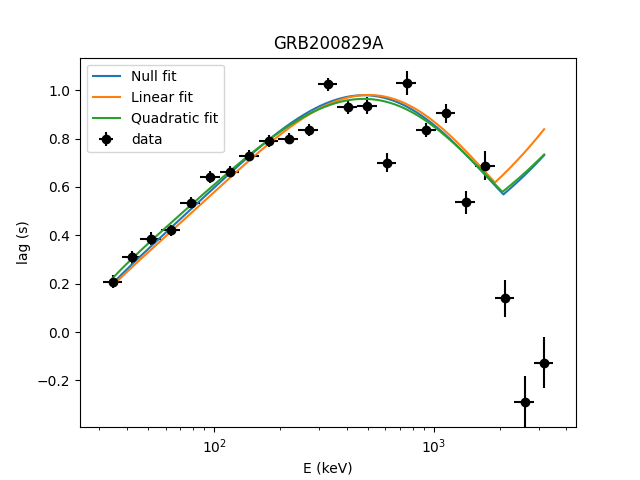 GRB200829A
Null fit
Linear fit
Quadratic fit
data
1.0
0.8
0.6
0.4
0.2
0.0
−0.2
lag (s)
10²
10³
E (keV)